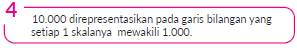 4
10.000 direpresentasikan pada garis bilangan yang
setiap 1 skalanya mewakili 1.000.